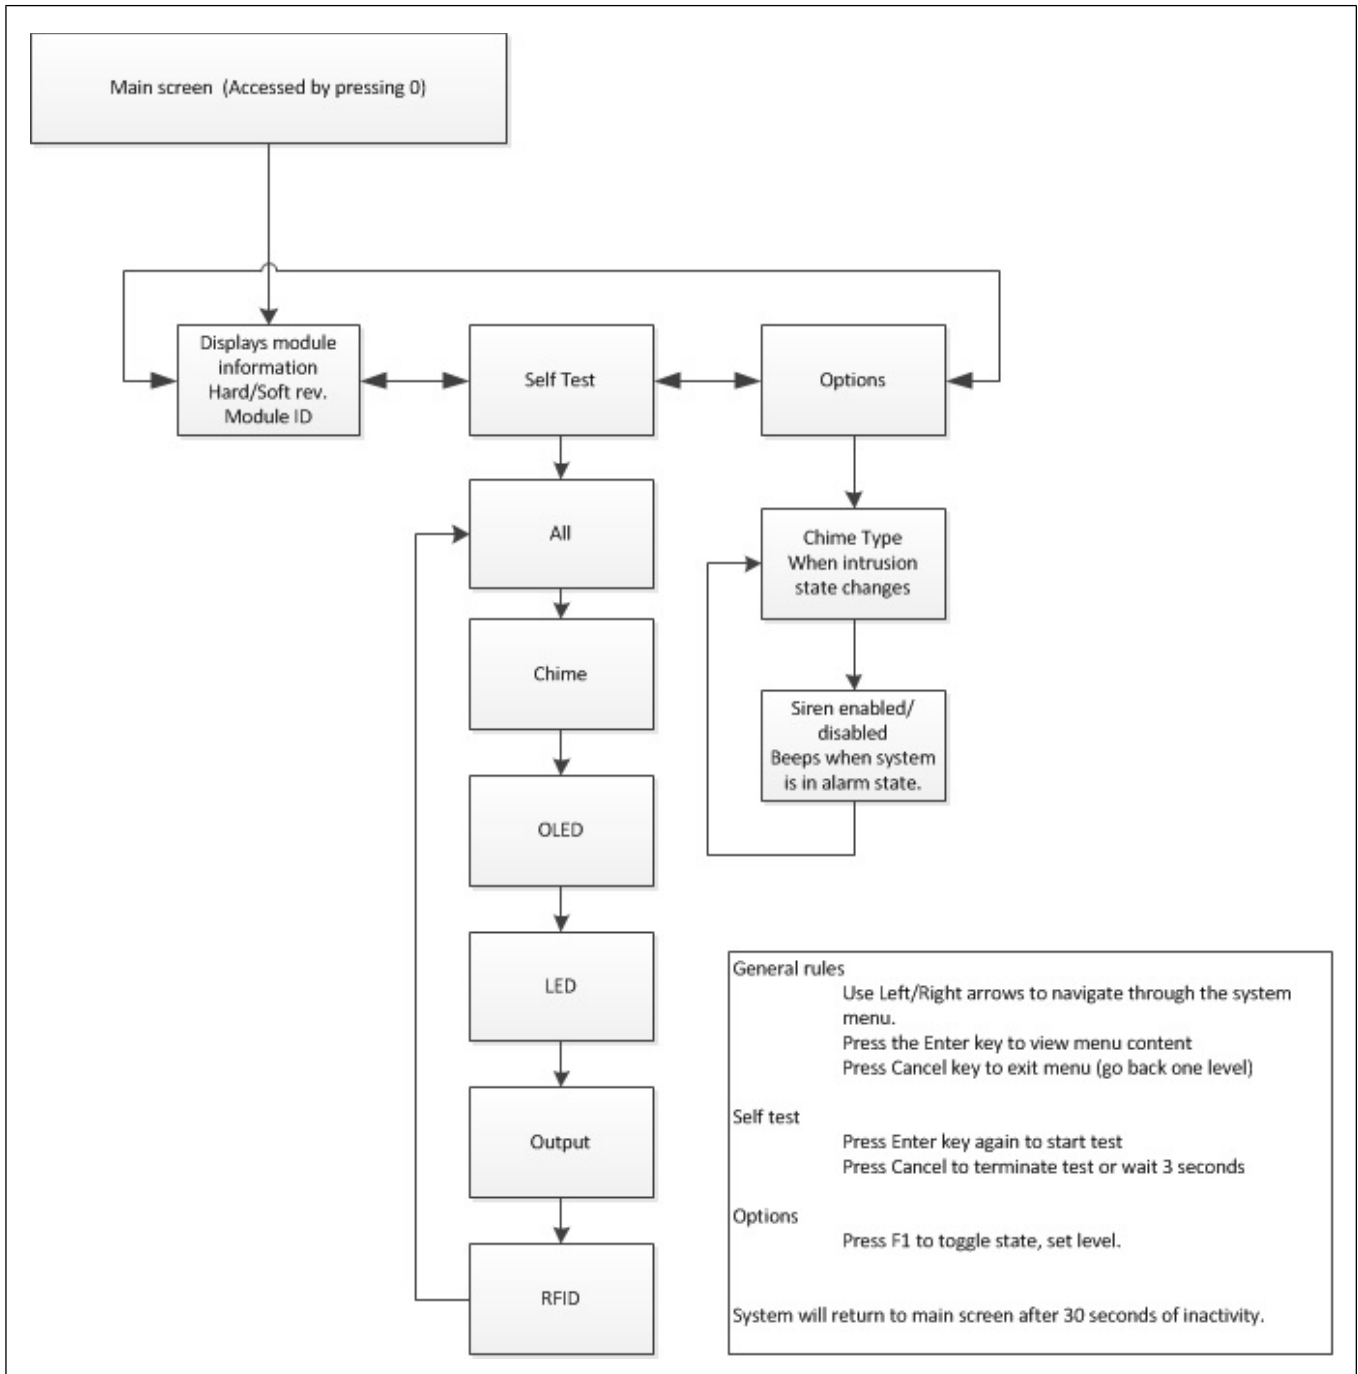 Main screen (Accessed by pressing 0)
Displays module
information
Hard/Soft rev.
Module ID
Self Test
Options
All
Chime
OLED
LED
Output
RFID
Chime Type
When intrusion
state changes
Siren enabled/
disabled
Beeps when system
is in alarm state.
General rules
Use Left/Right arrows to navigate through the system
menu.
Press the Enter key to view menu content
Press Cancel key to exit menu (go back one level)
Self test
Press Enter key again to start test
Press Cancel to terminate test or wait 3 seconds
Options
Press F1 to toggle state, set level.
System will return to main screen after 30 seconds of inactivity.